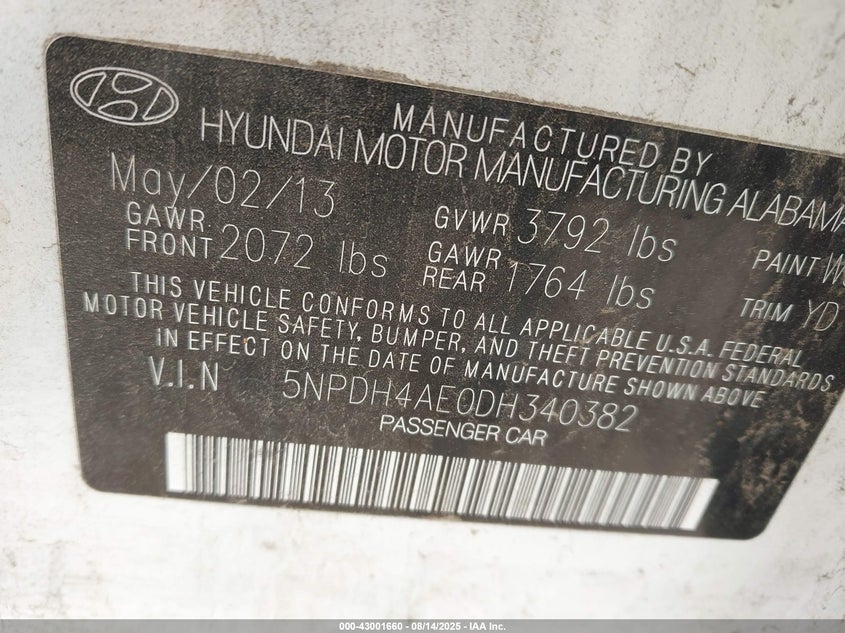 MANUFACTURED BY
HYUNDAI MOTOR MANUFACTURING ALABAMA
May/02/13 GVWR 3792 lbs PAINT
GAWR FRONT 2072 lbs GAWR REAR 1764 lbs TRIM YD
THIS VEHICLE CONFORMS TO ALL APPLICABLE U.S.A. FEDERAL
MOTOR VEHICLE SAFETY, BUMPER, AND THEFT PREVENTION STANDARDS
IN EFFECT ON THE DATE OF MANUFACTURE SHOWN ABOVE
V.I.N 5NPDH4AE0DH340382
PASSENGER CAR
000-43001660 - 08/14/2025 - IAA Inc.